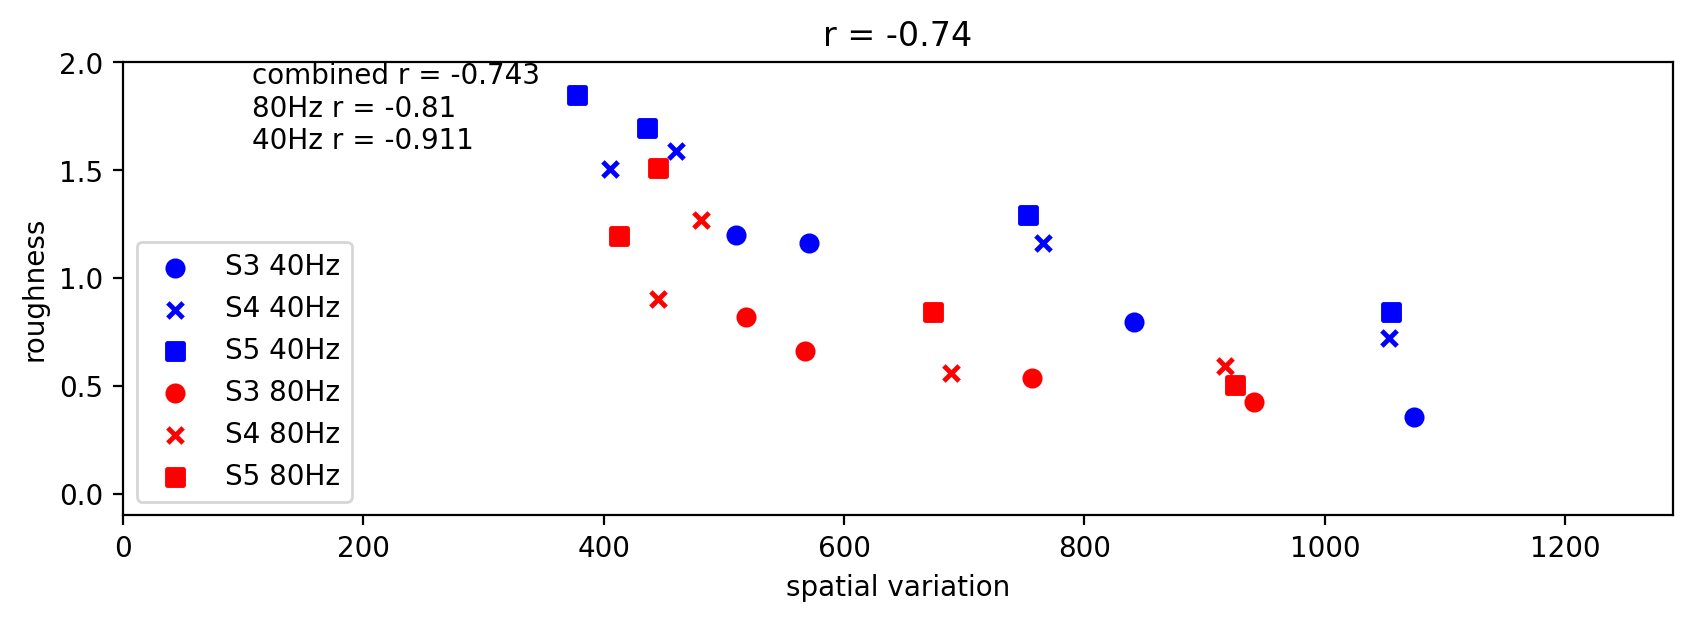 r = -0.74
combined r = -0.743
80Hz r = -0.81
40Hz r = -0.911
2.0
1.5
1.0
0.5
0.0
roughness
S3 40Hz
S4 40Hz
S5 40Hz
S3 80Hz
S4 80Hz
S5 80Hz
0 200 400 600 800 1000 1200
spatial variation